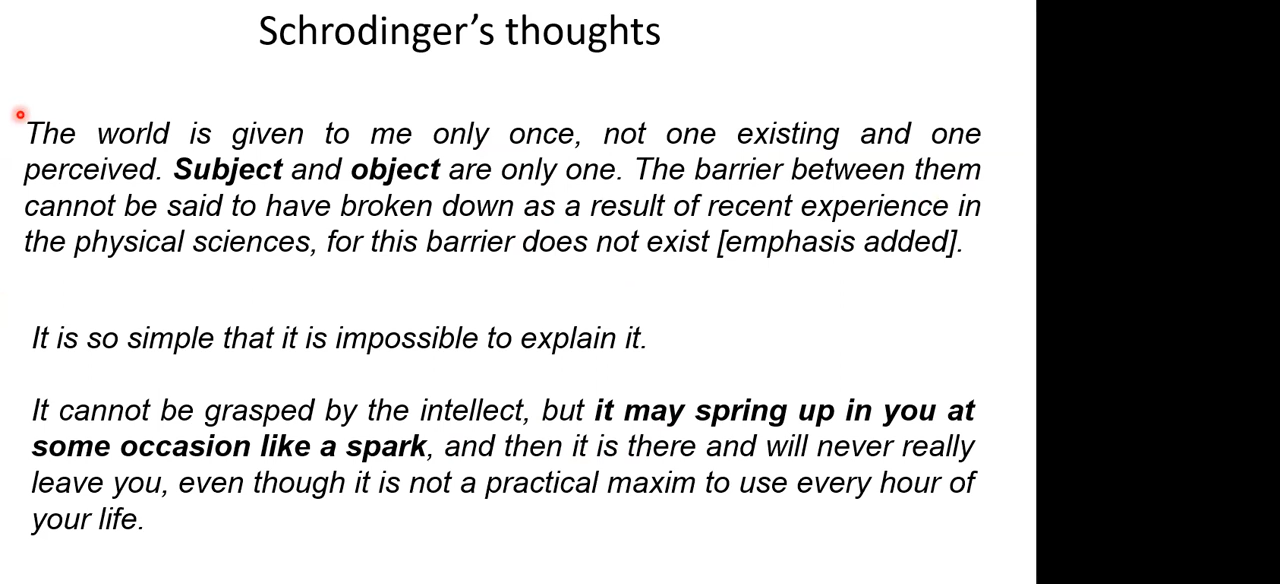 Schrodinger’s thoughts
The world is given to me only once, not one existing and one
perceived. Subject and object are only one. The barrier between them
cannot be said to have broken down as a result of recent experience in
the physical sciences, for this barrier does not exist [emphasis added].
It is so simple that it is impossible to explain it.
It cannot be grasped by the intellect, but it may spring up in you at
some occasion like a spark, and then it is there and will never really
leave you, even though it is not a practical maxim to use every hour of
your life.